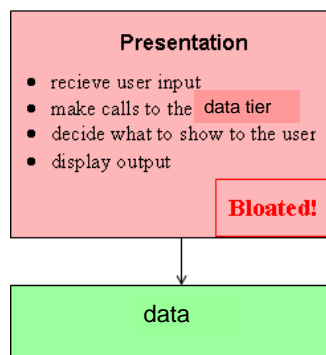 Presentation
• recieve user input
• make calls to the data tier
• decide what to show to the user
• display output
Bloated!
data